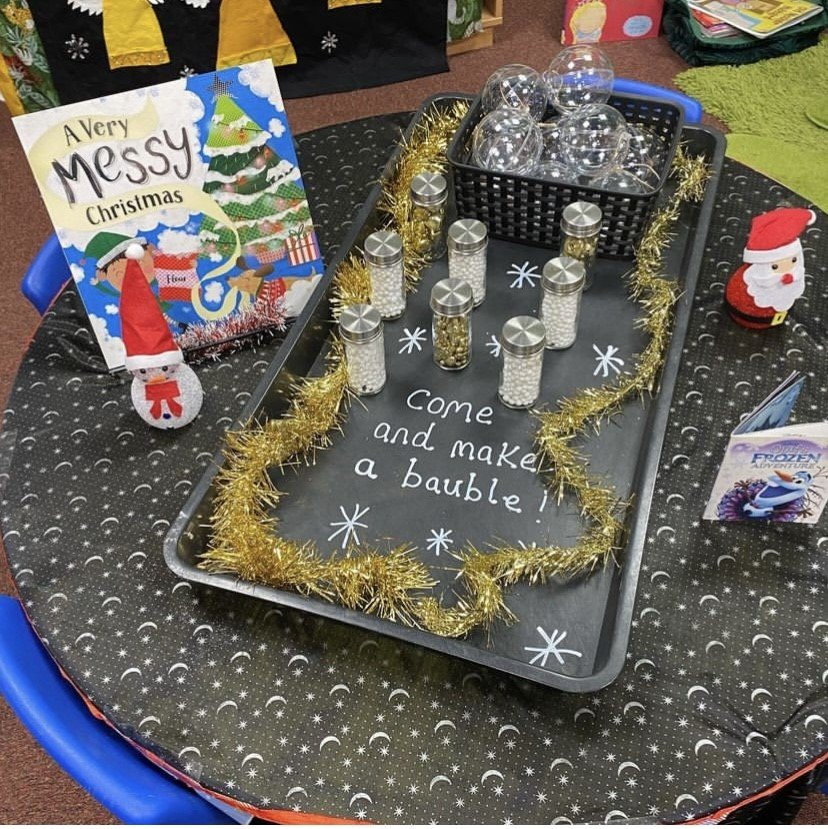 A Very
Messy
Christmas
Come
and make
a bauble!
FROZEN
ADVENTURE